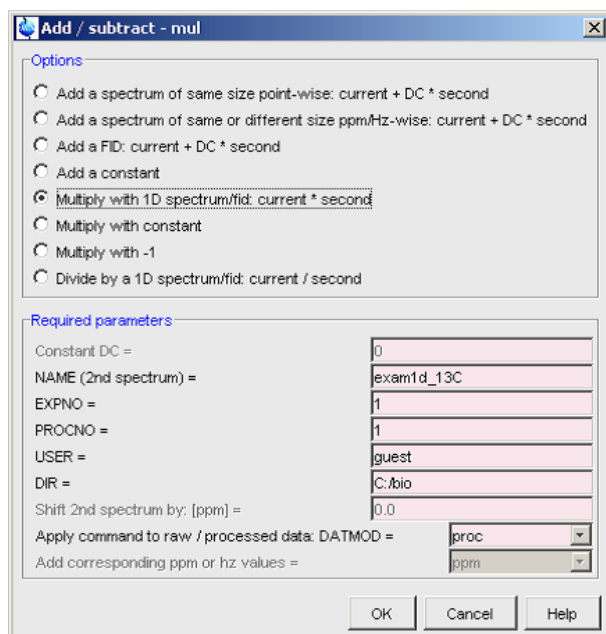 Add / subtract - mul
Options
Add a spectrum of same size point-wise: current + DC * second
Add a spectrum of same or different size ppm/Hz-wise: current + DC * second
Add a FID: current + DC * second
Add a constant
Multiply with 1D spectrum/fid: current * second
Multiply with constant
Multiply with -1
Divide by a 1D spectrum/fid: current / second
Required parameters
Constant DC = 0
NAME (2nd spectrum) = exam1d_13C
EXPNO = 1
PROCNO = 1
USER = guest
DIR = C:/bio
Shift 2nd spectrum by: [ppm] = 0.0
Apply command to raw / processed data: DATMOD = proc
Add corresponding ppm or hz values = ppm
OK Cancel Help